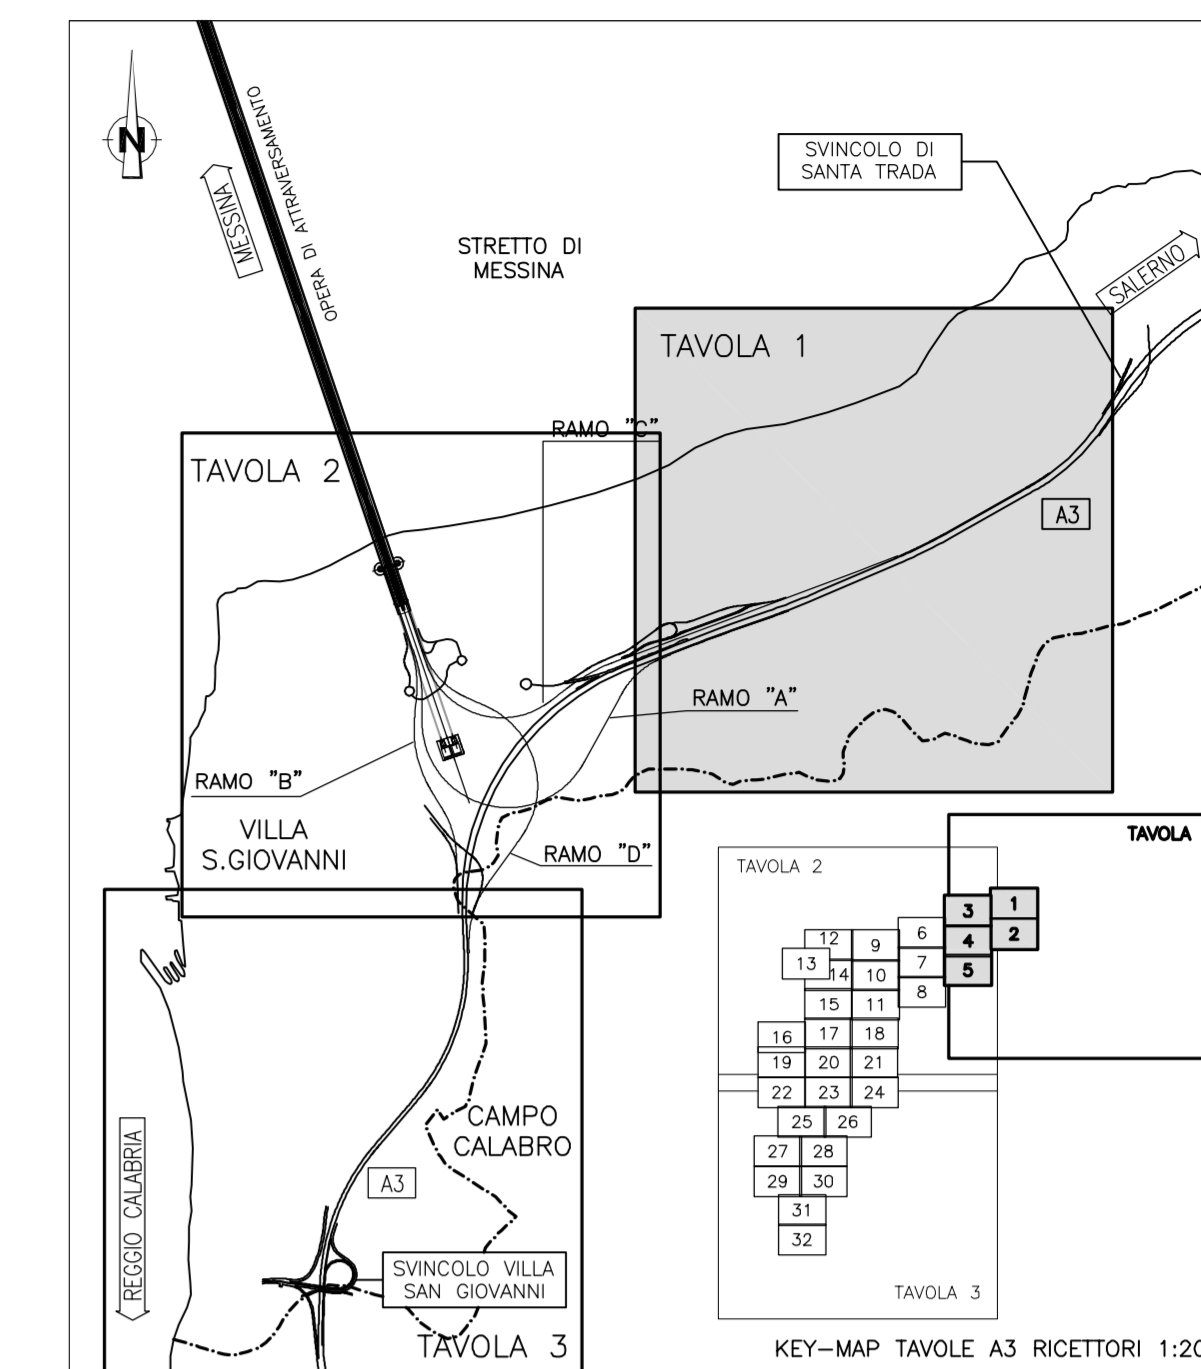 N
MESSINA
OPERA DI ATTRAVERSAMENTO
STRETTO DI
MESSINA
SVINCOLO DI
SANTA TRADA
SALERNO
TAVOLA 1
RAMO "C"
TAVOLA 2
A3
RAMO "A"
RAMO "B"
VILLA
S.GIOVANNI
RAMO "D"
TAVOLA
TAVOLA 2
1
3
2
4
5
6
7
8
12
9
13
14
10
15
11
16
17
18
19
20
21
22
23
24
25
26
27
28
29
30
31
32
TAVOLA 3
CAMPO
CALABRO
A3
REGGIO CALABRIA
SVINCOLO VILLA
SAN GIOVANNI
TAVOLA 3
KEY-MAP TAVOLE A3 RICETTORI